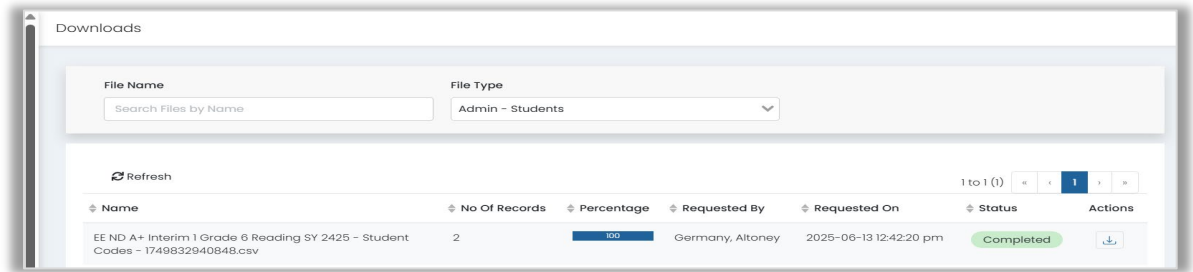 Downloads
File Name File Type
Search Files by Name Admin - Students
Refresh 1 to 1 (1) « ‹ 1 › »
Name No Of Records Percentage Requested By Requested On Status Actions
EE ND A+ Interim 1 Grade 6 Reading SY 2425 - Student 2 100 Germany, Altoney 2025-06-13 12:42:20 pm Completed
Codes - 1749832940848.csv